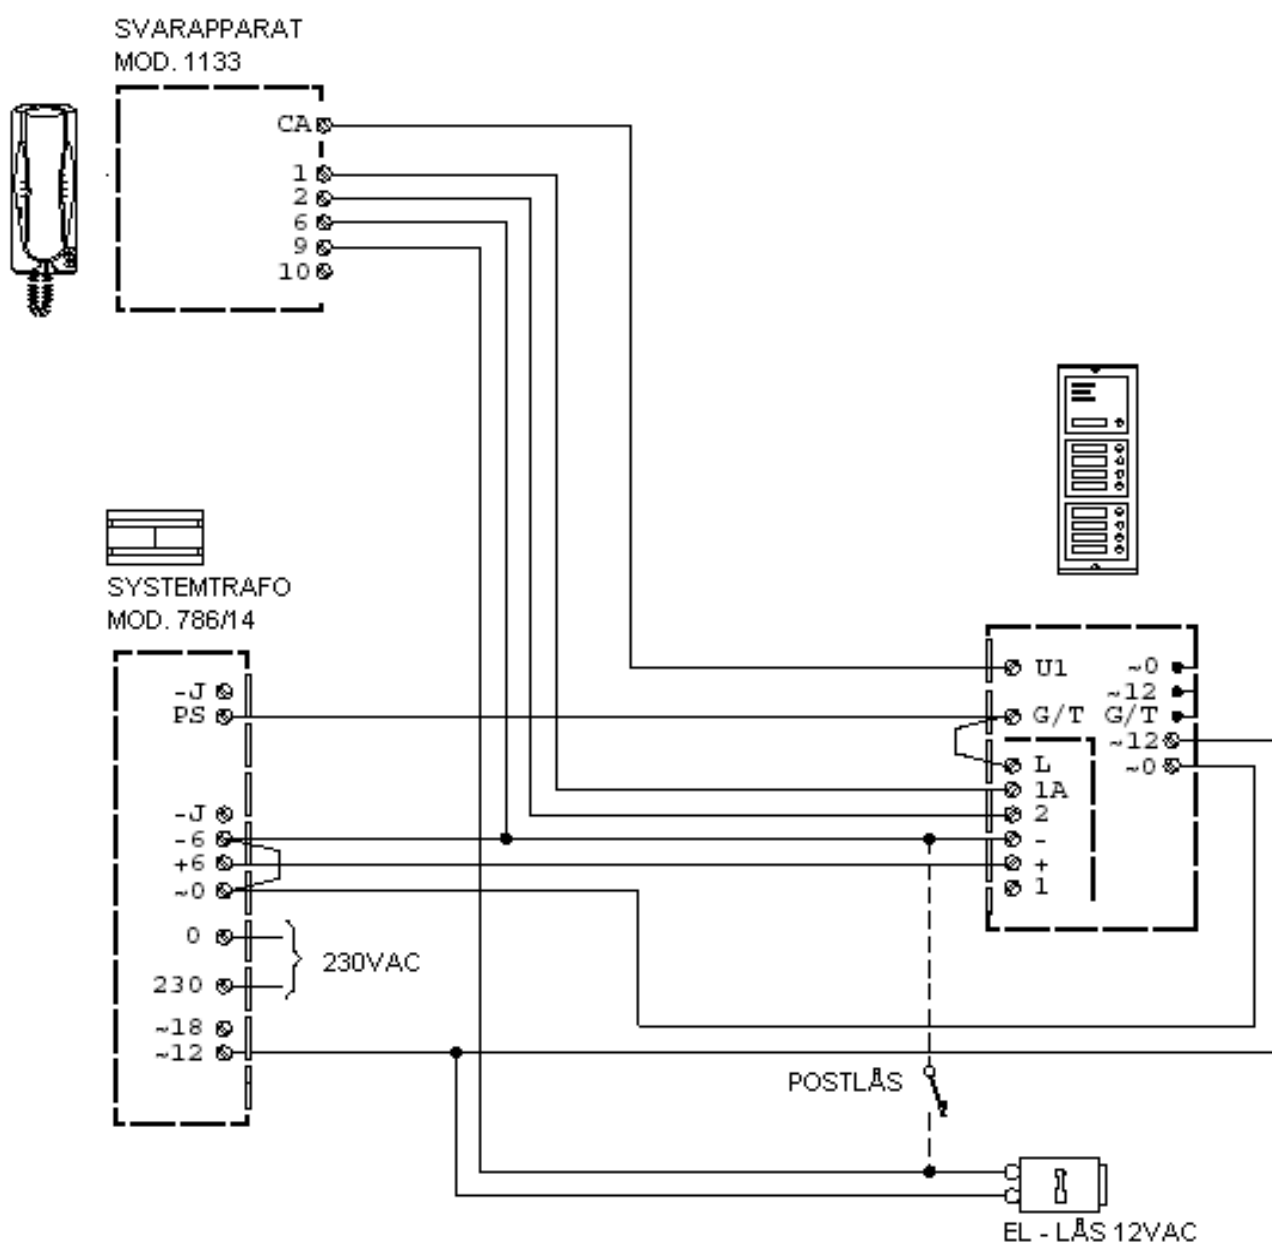 SVARAPPARAT
MOD. 1133
CA
1
2
6
9
10
SYSTEMTRAFO
MOD. 786/14
-J
PS
-J
-6
+6
~0
0
230
~18
~12
230VAC
U1
G/T
L
1A
2
-
+
1
~0
~12
G/T
~12
~0
POSTLÅS
EL - LÅS 12VAC